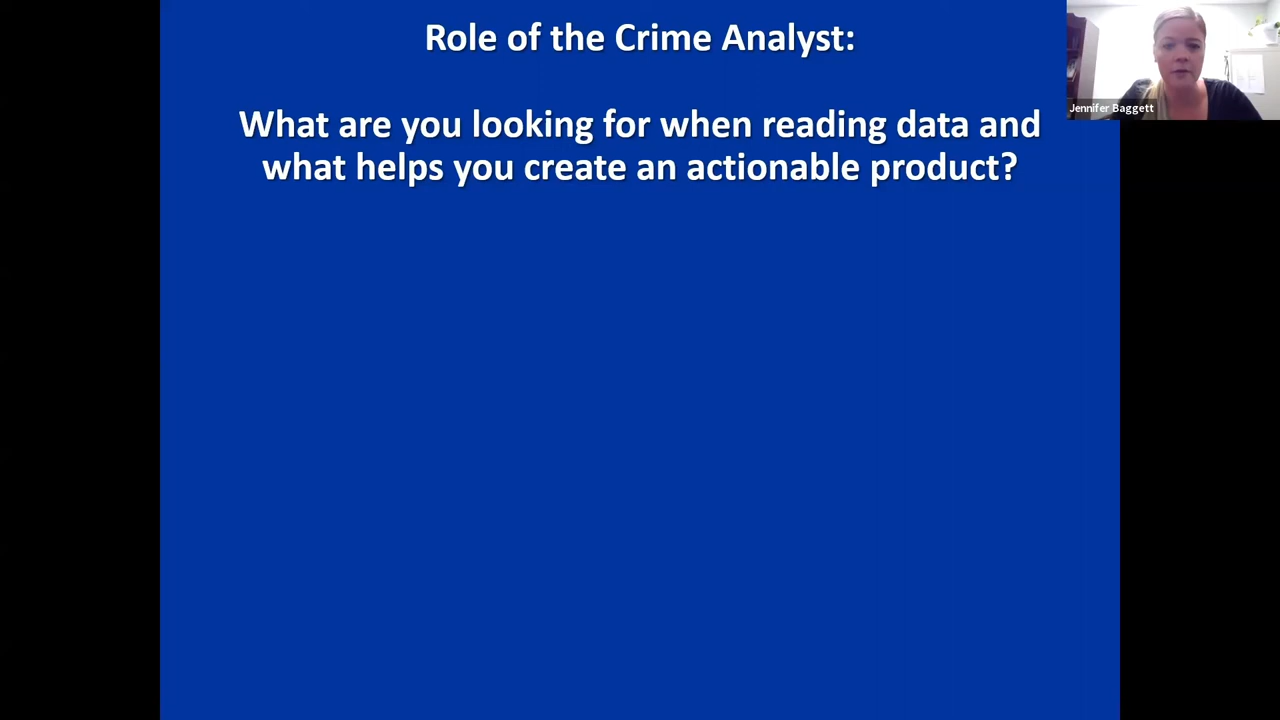 Role of the Crime Analyst:
What are you looking for when reading data and
what helps you create an actionable product?
Jennifer Baggett